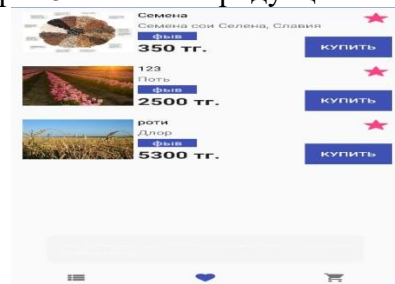 Семена
Семена сои Селена, Славия
фыв
350 тг.
КУПИТЬ
123
Поть
фыв
2500 тг.
КУПИТЬ
роти
Длор
фыв
5300 тг.
КУПИТЬ